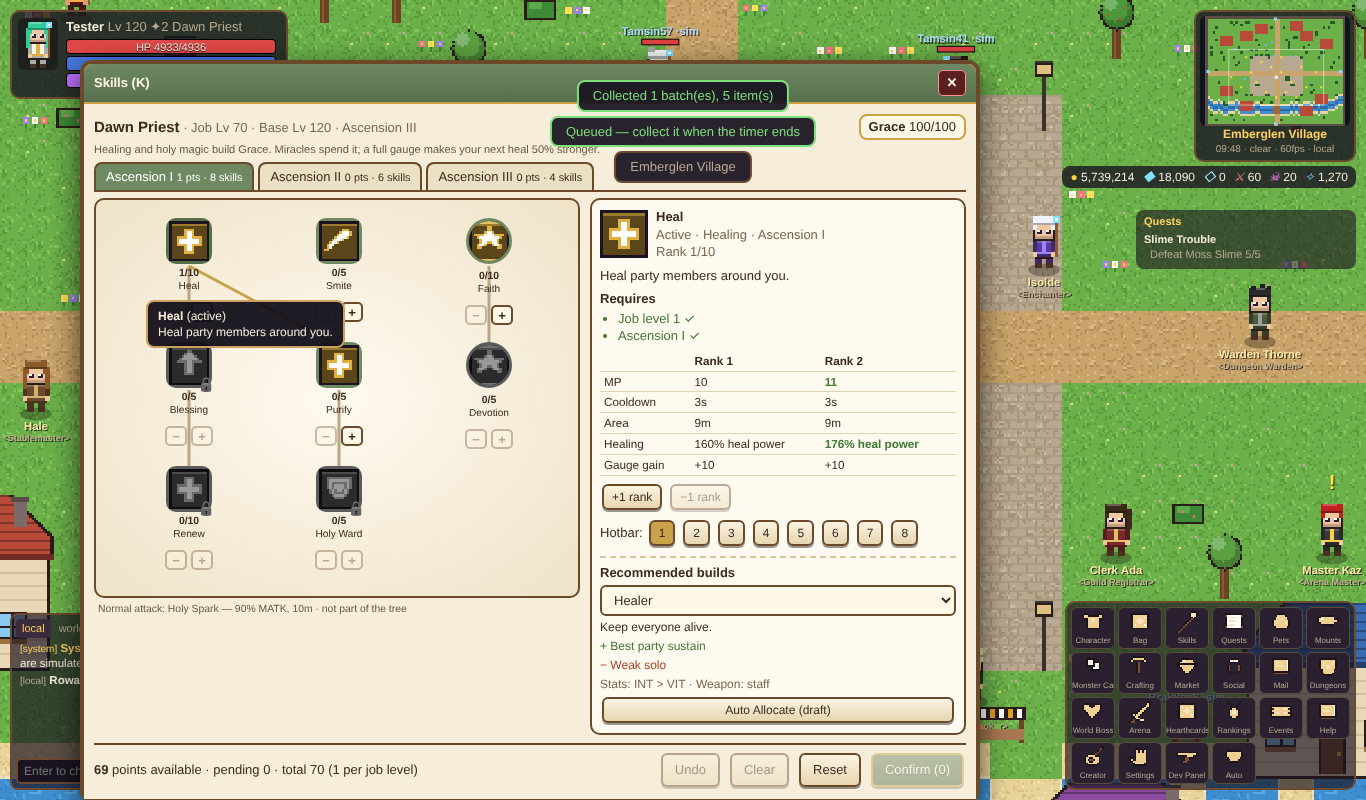 Tester Lv 120 ✦2 Dawn Priest
HP 4933/4936
Tamsin57 ·sim
Tamsin41 ·sim
Emberglen Village
09:48 · clear · 60fps · local
5,739,214 18,090 0 60 20 1,270
Quests
Slime Trouble
Defeat Moss Slime 5/5
Skills (K)
×
Collected 1 batch(es), 5 item(s)
Queued — collect it when the timer ends
Emberglen Village
Dawn Priest · Job Lv 70 · Base Lv 120 · Ascension III
Grace 100/100
Healing and holy magic build Grace. Miracles spend it; a full gauge makes your next heal 50% stronger.
Ascension I 1 pts · 8 skills
Ascension II 0 pts · 6 skills
Ascension III 0 pts · 4 skills
1/10
Heal
0/5
Smite
0/10
Faith
+
− +
Heal (active)
Heal party members around you.
0/5
Blessing
0/5
Purify
0/5
Devotion
− +
− +
− +
0/10
Renew
0/5
Holy Ward
− +
− +
Normal attack: Holy Spark — 90% MATK, 10m · not part of the tree
Heal
Active · Healing · Ascension I
Rank 1/10
Heal party members around you.
Requires
• Job level 1 ✓
• Ascension I ✓
Rank 1 Rank 2
MP 10 11
Cooldown 3s 3s
Area 9m 9m
Healing 160% heal power 176% heal power
Gauge gain +10 +10
+1 rank −1 rank
Hotbar: 1 2 3 4 5 6 7 8
Recommended builds
Healer
Keep everyone alive.
+ Best party sustain
− Weak solo
Stats: INT > VIT · Weapon: staff
Auto Allocate (draft)
69 points available · pending 0 · total 70 (1 per job level)
Undo Clear Reset Confirm (0)
Hale
<Stablemaster>
Isolde
<Enchanter>
Warden Thorne
<Dungeon Warden>
Clerk Ada
<Guild Registrar>
!
Master Kaz
<Arena Master>
local
[system] Sys
are simulate
[local] Rowa
Enter to ch
Character Bag Skills Quests Pets Mounts
Monster Ca Crafting Market Social Mail Dungeons
World Boss Arena Hearthcards Rankings Events Help
Creator Settings Dev Panel Auto